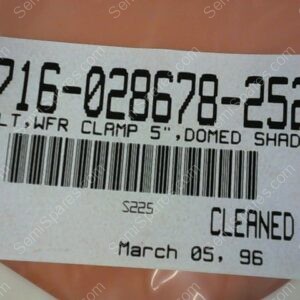 716-028678-252
LT,WFR CLAMP 5",DOMED SHAD
S225
CLEANED
March 05, 96